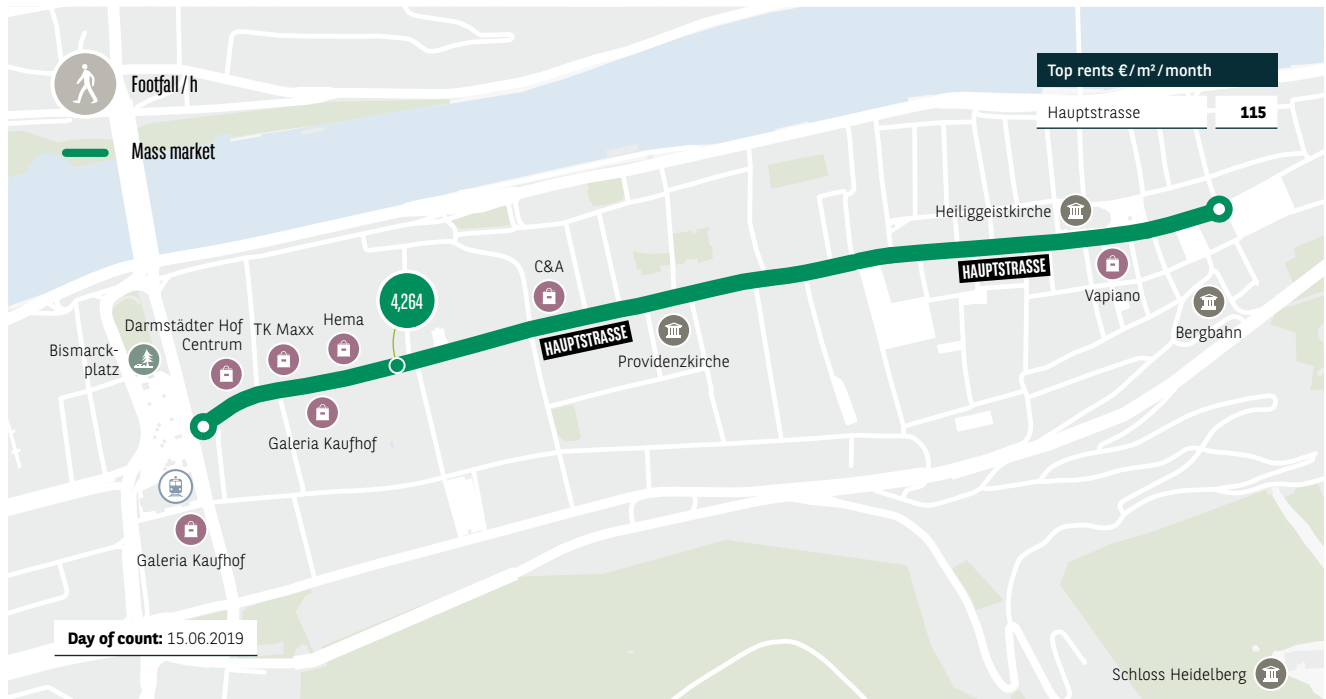 Footfall / h
Mass market
Top rents €/m²/month
Hauptstrasse 115
Heiliggeistkirche
HAUPTSTRASSE
Vapiano
Bergbahn
C&A
4,264
HAUPTSTRASSE
Providenzkirche
Hema
TK Maxx
Darmstädter Hof
Centrum
Bismarck-
platz
Galeria Kaufhof
Galeria Kaufhof
Day of count: 15.06.2019
Schloss Heidelberg